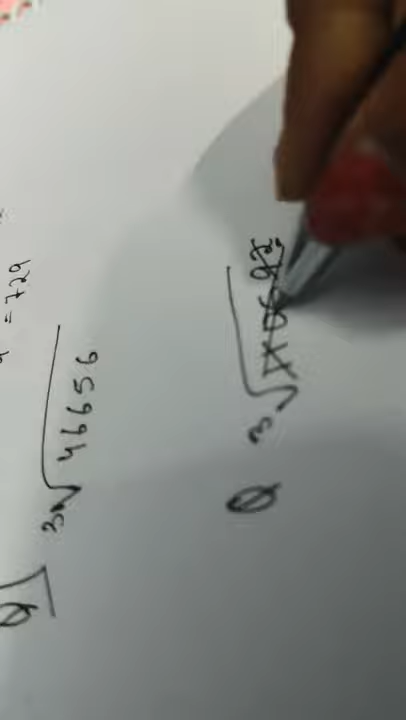 = 729
Q] ³√46656
Q ³√